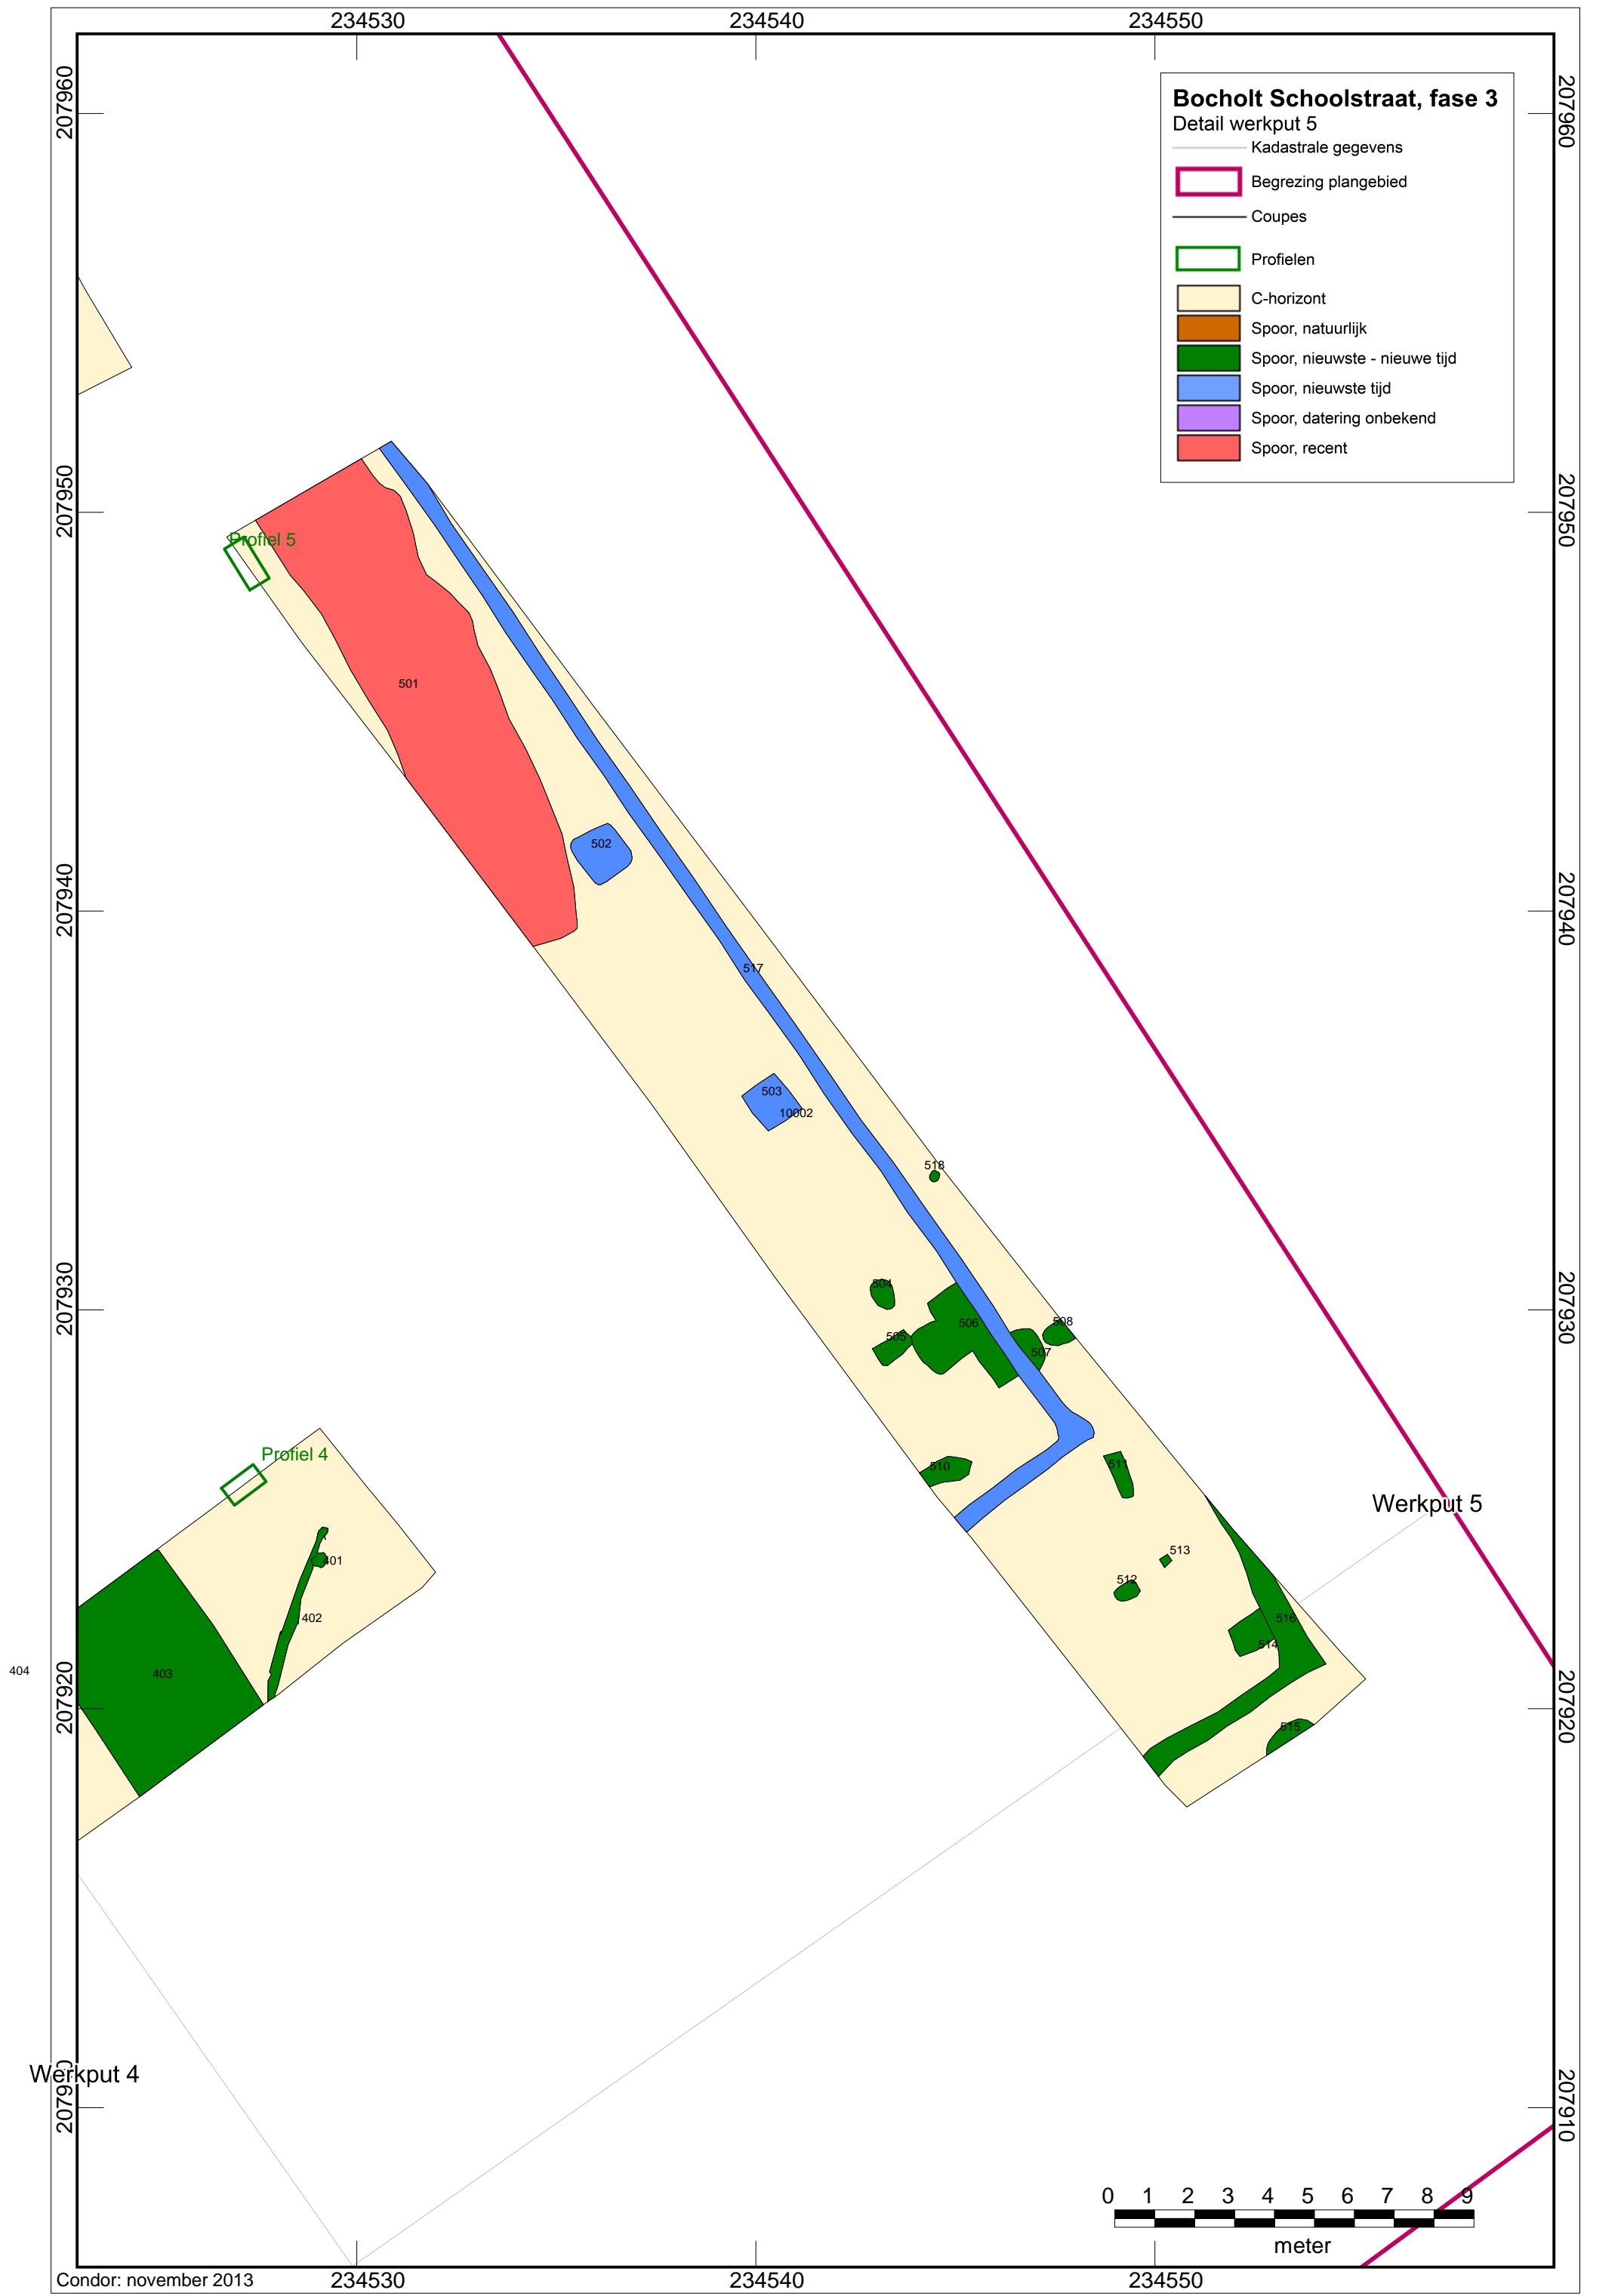 234530
234540
234550
207960
207960
Bocholt Schoolstraat, fase 3
Detail werkput 5
Kadastrale gegevens
Begrezing plangebied
Coupes
Profielen
C-horizont
Spoor, natuurlijk
Spoor, nieuwste - nieuwe tijd
Spoor, nieuwste tijd
Spoor, datering onbekend
Spoor, recent
207950
207950
Profiel 5
501
502
207940
207940
517
503
10002
518
504
207930
207930
508
506
505
507
Profiel 4
510
511
Werkput 5
513
401
512
402
516
514
404
403
207920
207920
515
Werkput 4
207910
0 1 2 3 4 5 6 7 8 9
meter
Condor: november 2013
234530
234540
234550